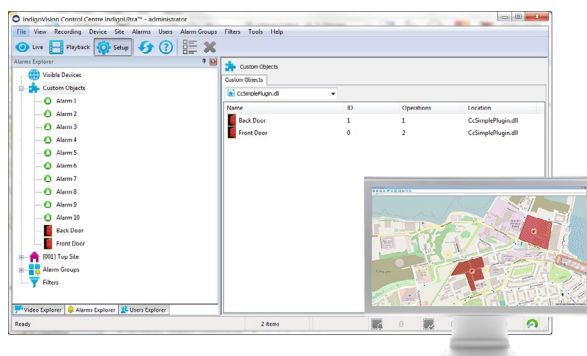 IndigoVision Control Centre IndigoUltra™ - administrator
File View Recording Device Site Alarms Users Alarm Groups Filters Tools Help
Live Playback Setup
Alarms Explorer
Visible Devices
Custom Objects
Alarm 1
Alarm 2
Alarm 3
Alarm 4
Alarm 5
Alarm 6
Alarm 7
Alarm 8
Alarm 9
Alarm 10
Back Door
Front Door
[001] Top Site
Alarm Groups
Filters
Video Explorer Alarms Explorer Users Explorer
Custom Objects
Custom Objects
CcSimplePlugin.dll
Name ID Operations Location
Back Door 1 1 CcSimplePlugin.dll
Front Door 0 2 CcSimplePlugin.dll
Ready 2 items 0